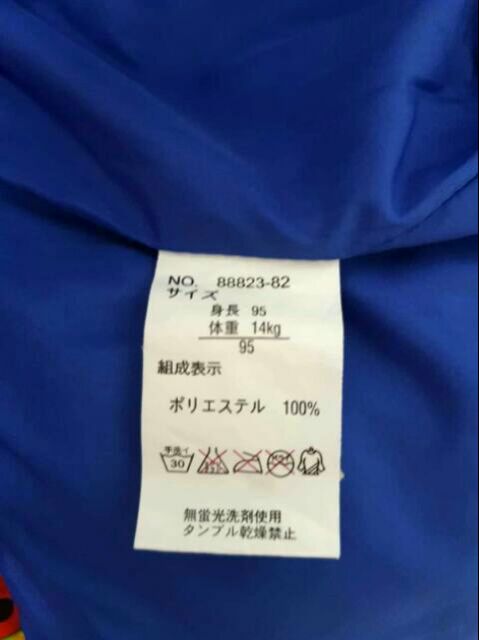 NO. 88823-82
サイズ
身長 95
体重 14kg
95
組成表示
ポリエステル 100%
手洗イ
30
無蛍光洗剤使用
タンブル乾燥禁止